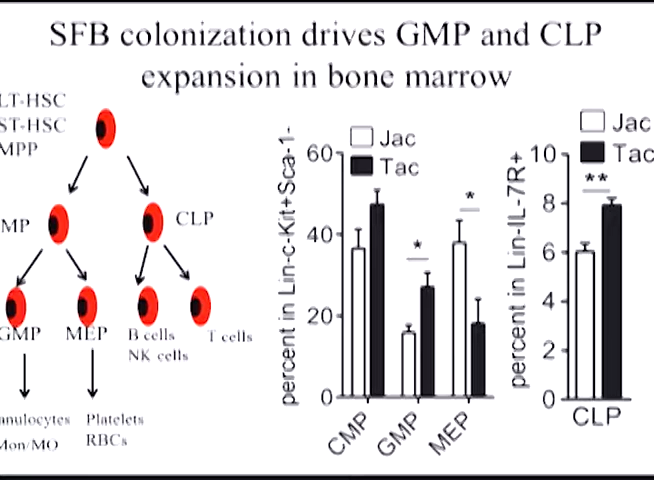 SFB colonization drives GMP and CLP
expansion in bone marrow
LT-HSC
ST-HSC
MPP
MP
CLP
GMP
MEP
B cells
NK cells
T cells
anulocytes
Mon/MO
Platelets
RBCs
percent in Lin-c-Kit+Sca-1-
Jac
Tac
60
40
20
0
*
*
CMP
GMP
MEP
percent in Lin-IL-7R+
Jac
Tac
10
8
6
4
2
0
**
CLP